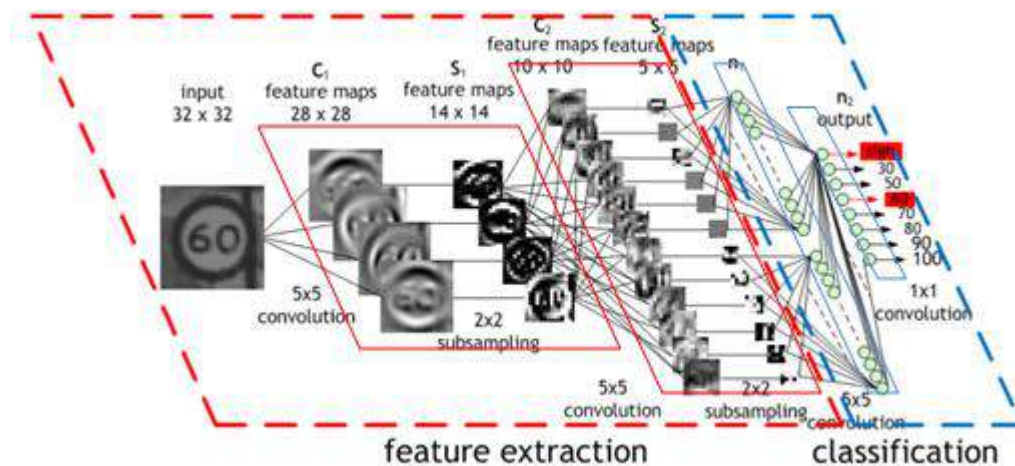 input
32 x 32
C1
feature maps
28 x 28
S1
feature maps
14 x 14
C2
feature maps
10 x 10
S2
feature maps
5 x 5
n1
n2
output
60
5x5
convolution
2x2
subsampling
5x5
convolution
2x2
subsampling
5x5
convolution
1x1
convolution
30
50
60
70
80
90
100
feature extraction
classification